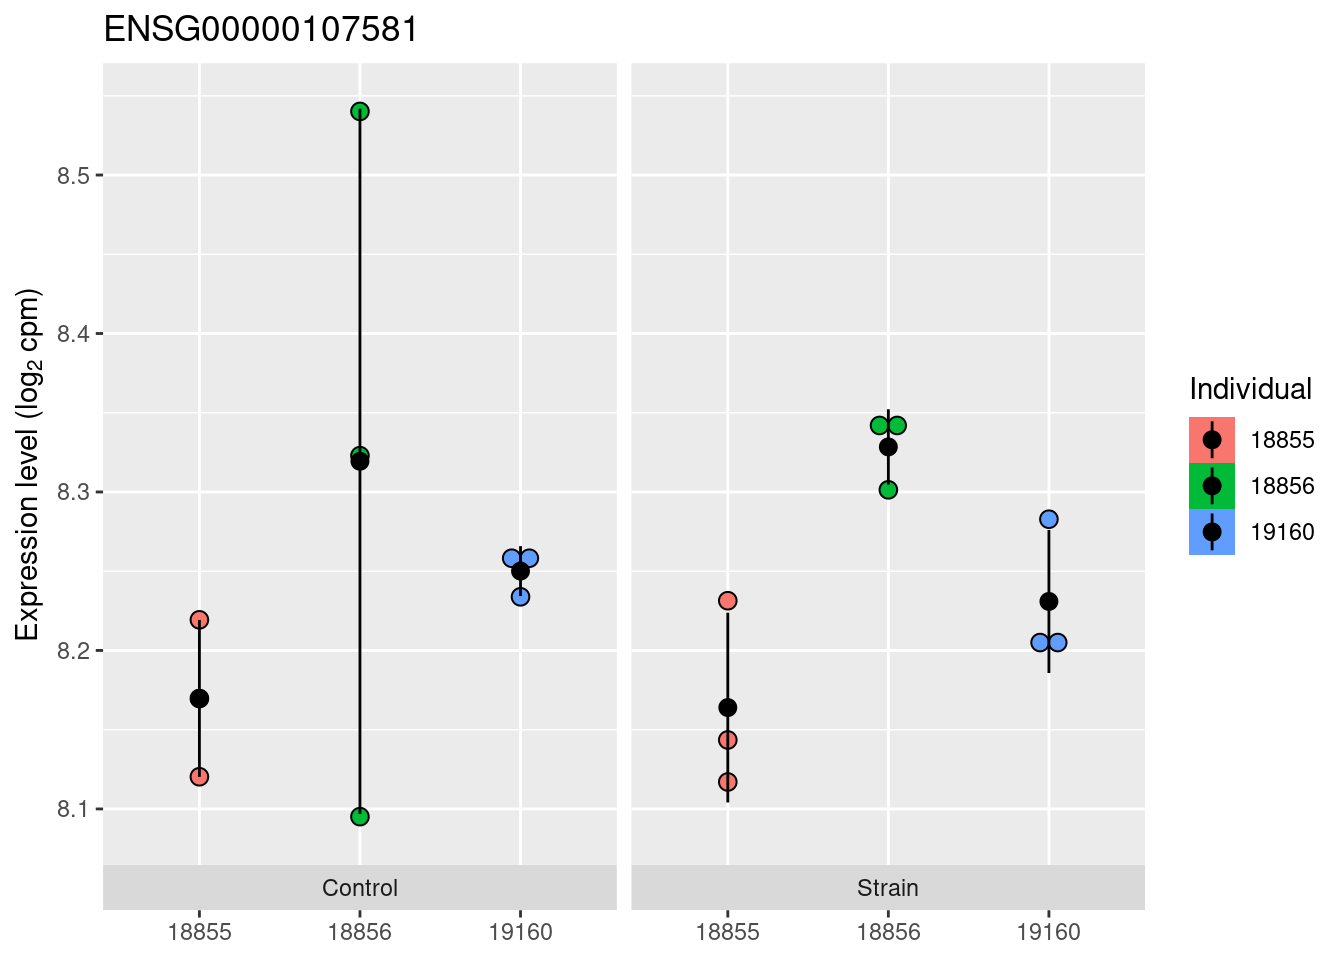 ENSG00000107581
Expression level (log₂ cpm)
8.5
8.4
8.3
8.2
8.1
Control
Strain
18855
18856
19160
18855
18856
19160
Individual
18855
18856
19160